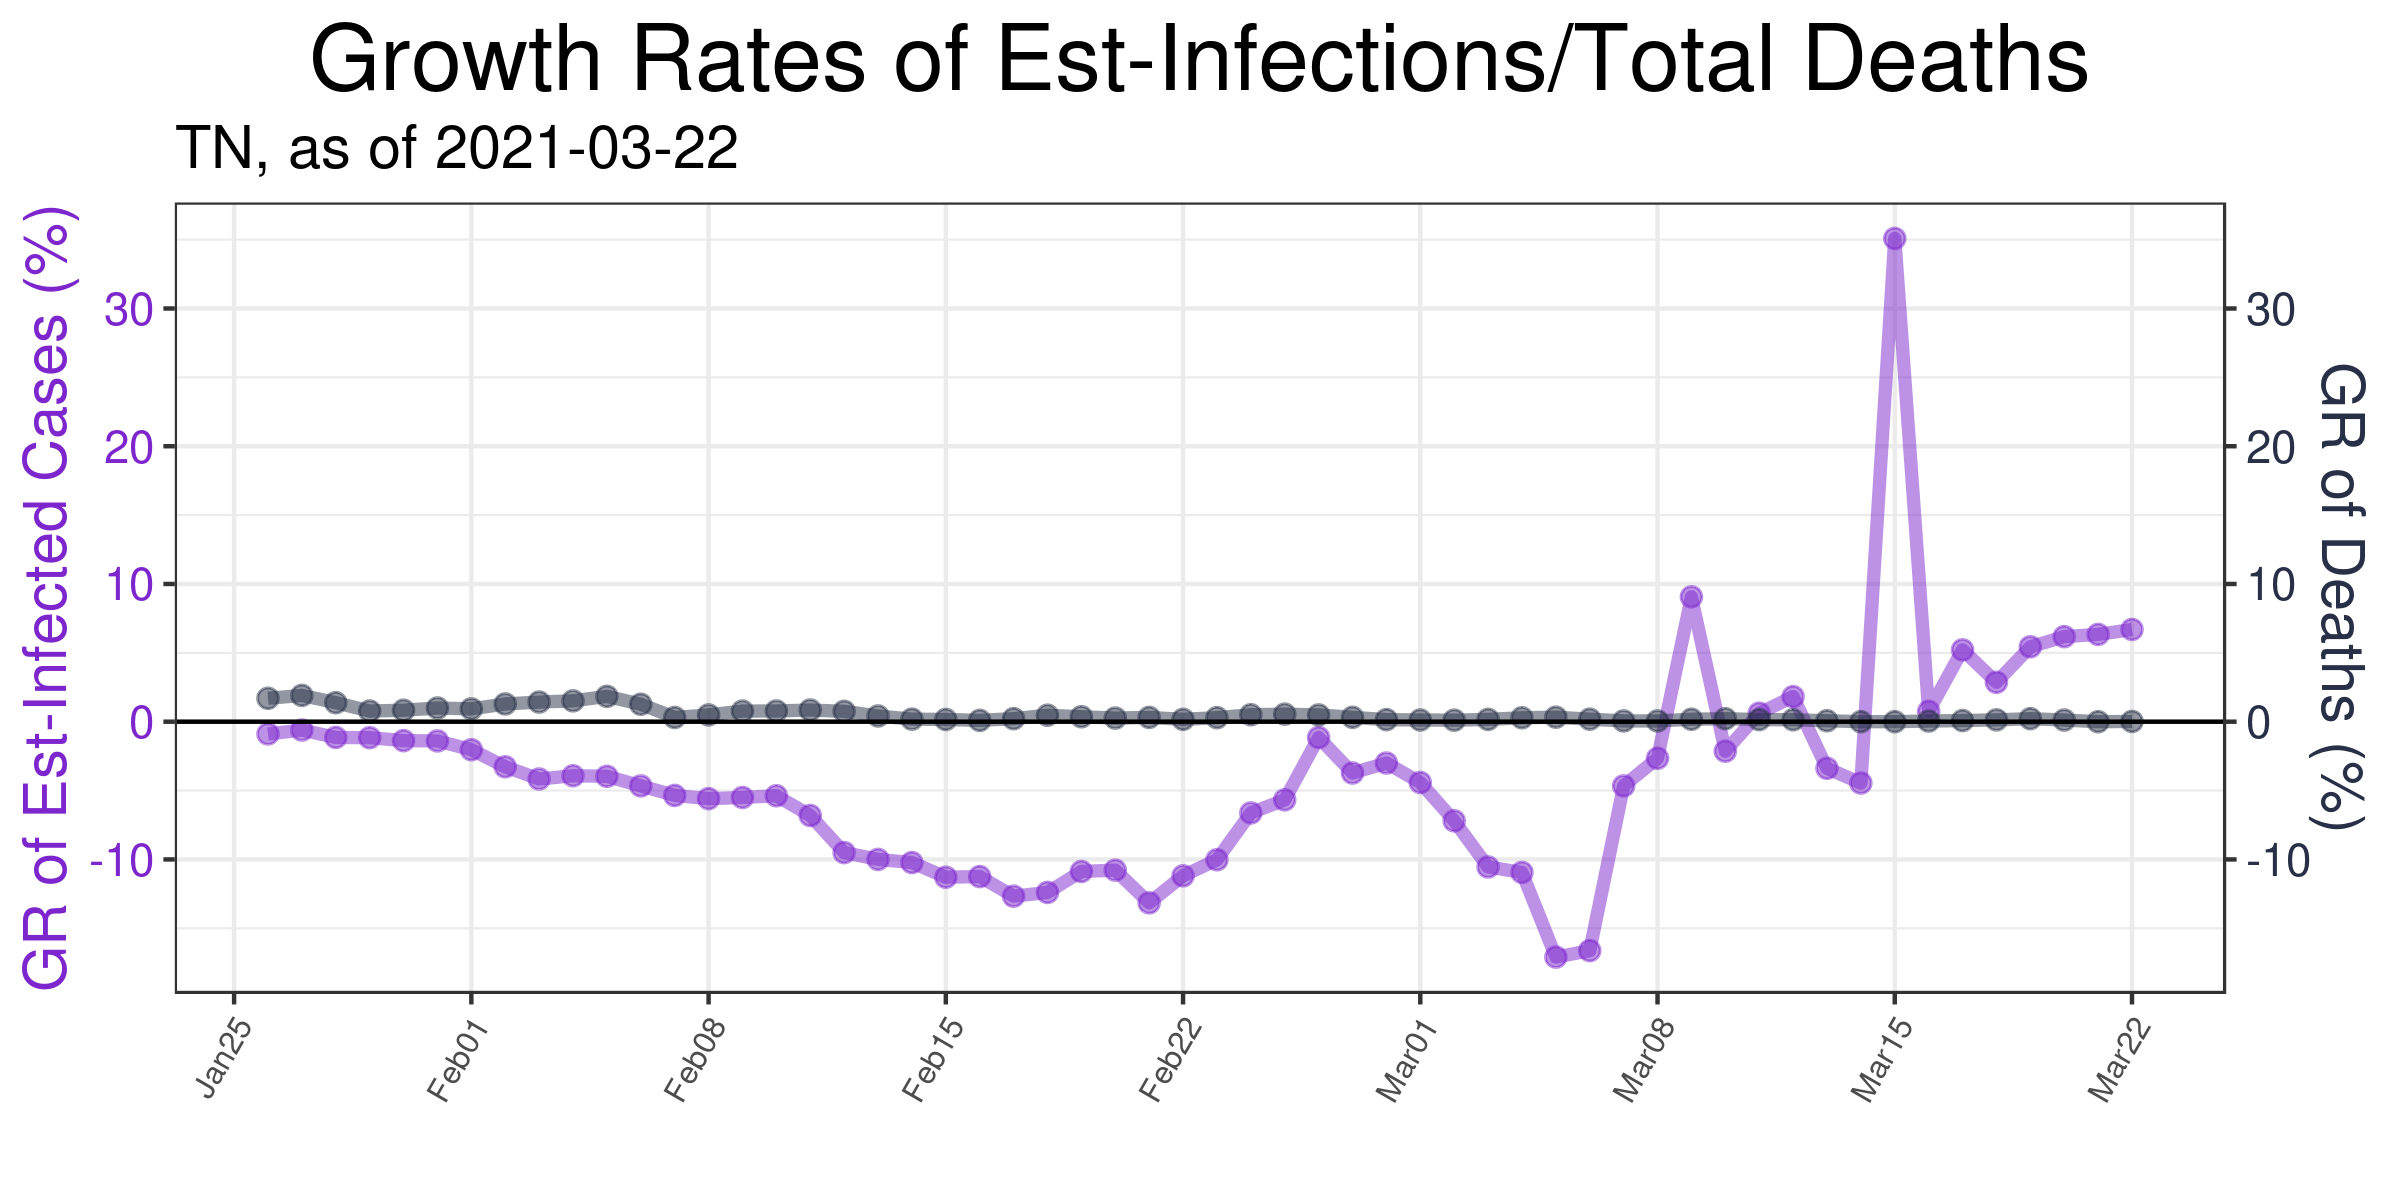 Growth Rates of Est-Infections/Total Deaths
TN, as of 2021-03-22
GR of Est-Infected Cases (%)
30
20
10
0
-10
30
20
10
0
-10
GR of Deaths (%)
Jan25
Feb01
Feb08
Feb15
Feb22
Mar01
Mar08
Mar15
Mar22